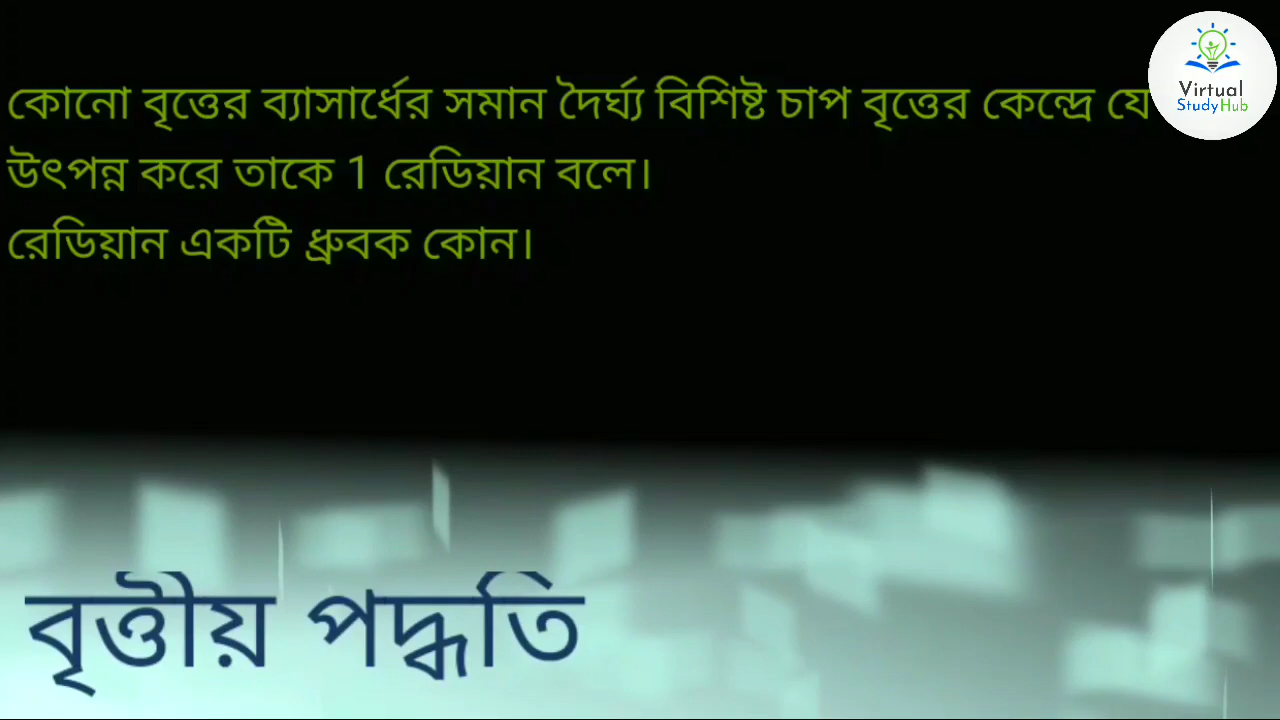 কোনো বৃত্তের ব্যাসার্ধের সমান দৈর্ঘ্য বিশিষ্ট চাপ বৃত্তের কেন্দ্রে যে
উৎপন্ন করে তাকে 1 রেডিয়ান বলে।
রেডিয়ান একটি ধ্রুবক কোন।
Virtual
StudyHub
বৃত্তীয় পদ্ধতি